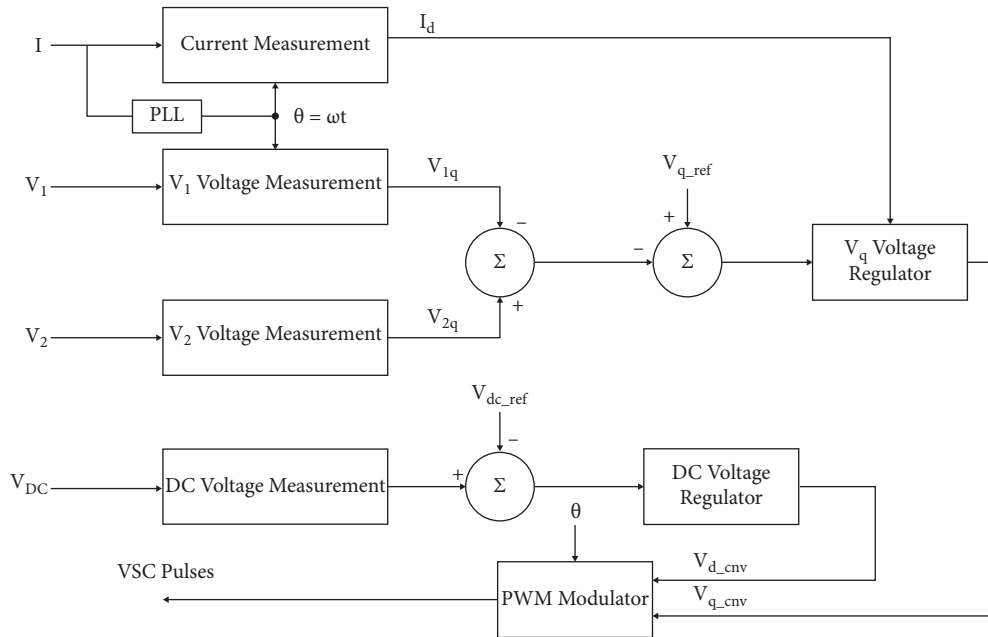 I
Current Measurement
I_d
PLL
θ = ωt
V_1
V_1 Voltage Measurement
V_1q
V_q_ref
−
+
−
Σ
Σ
V_q Voltage
Regulator
+
V_2
V_2 Voltage Measurement
V_2q
V_dc_ref
−
V_DC
DC Voltage Measurement
+
Σ
DC Voltage
Regulator
θ
VSC Pulses
PWM Modulator
V_d_cnv
V_q_cnv